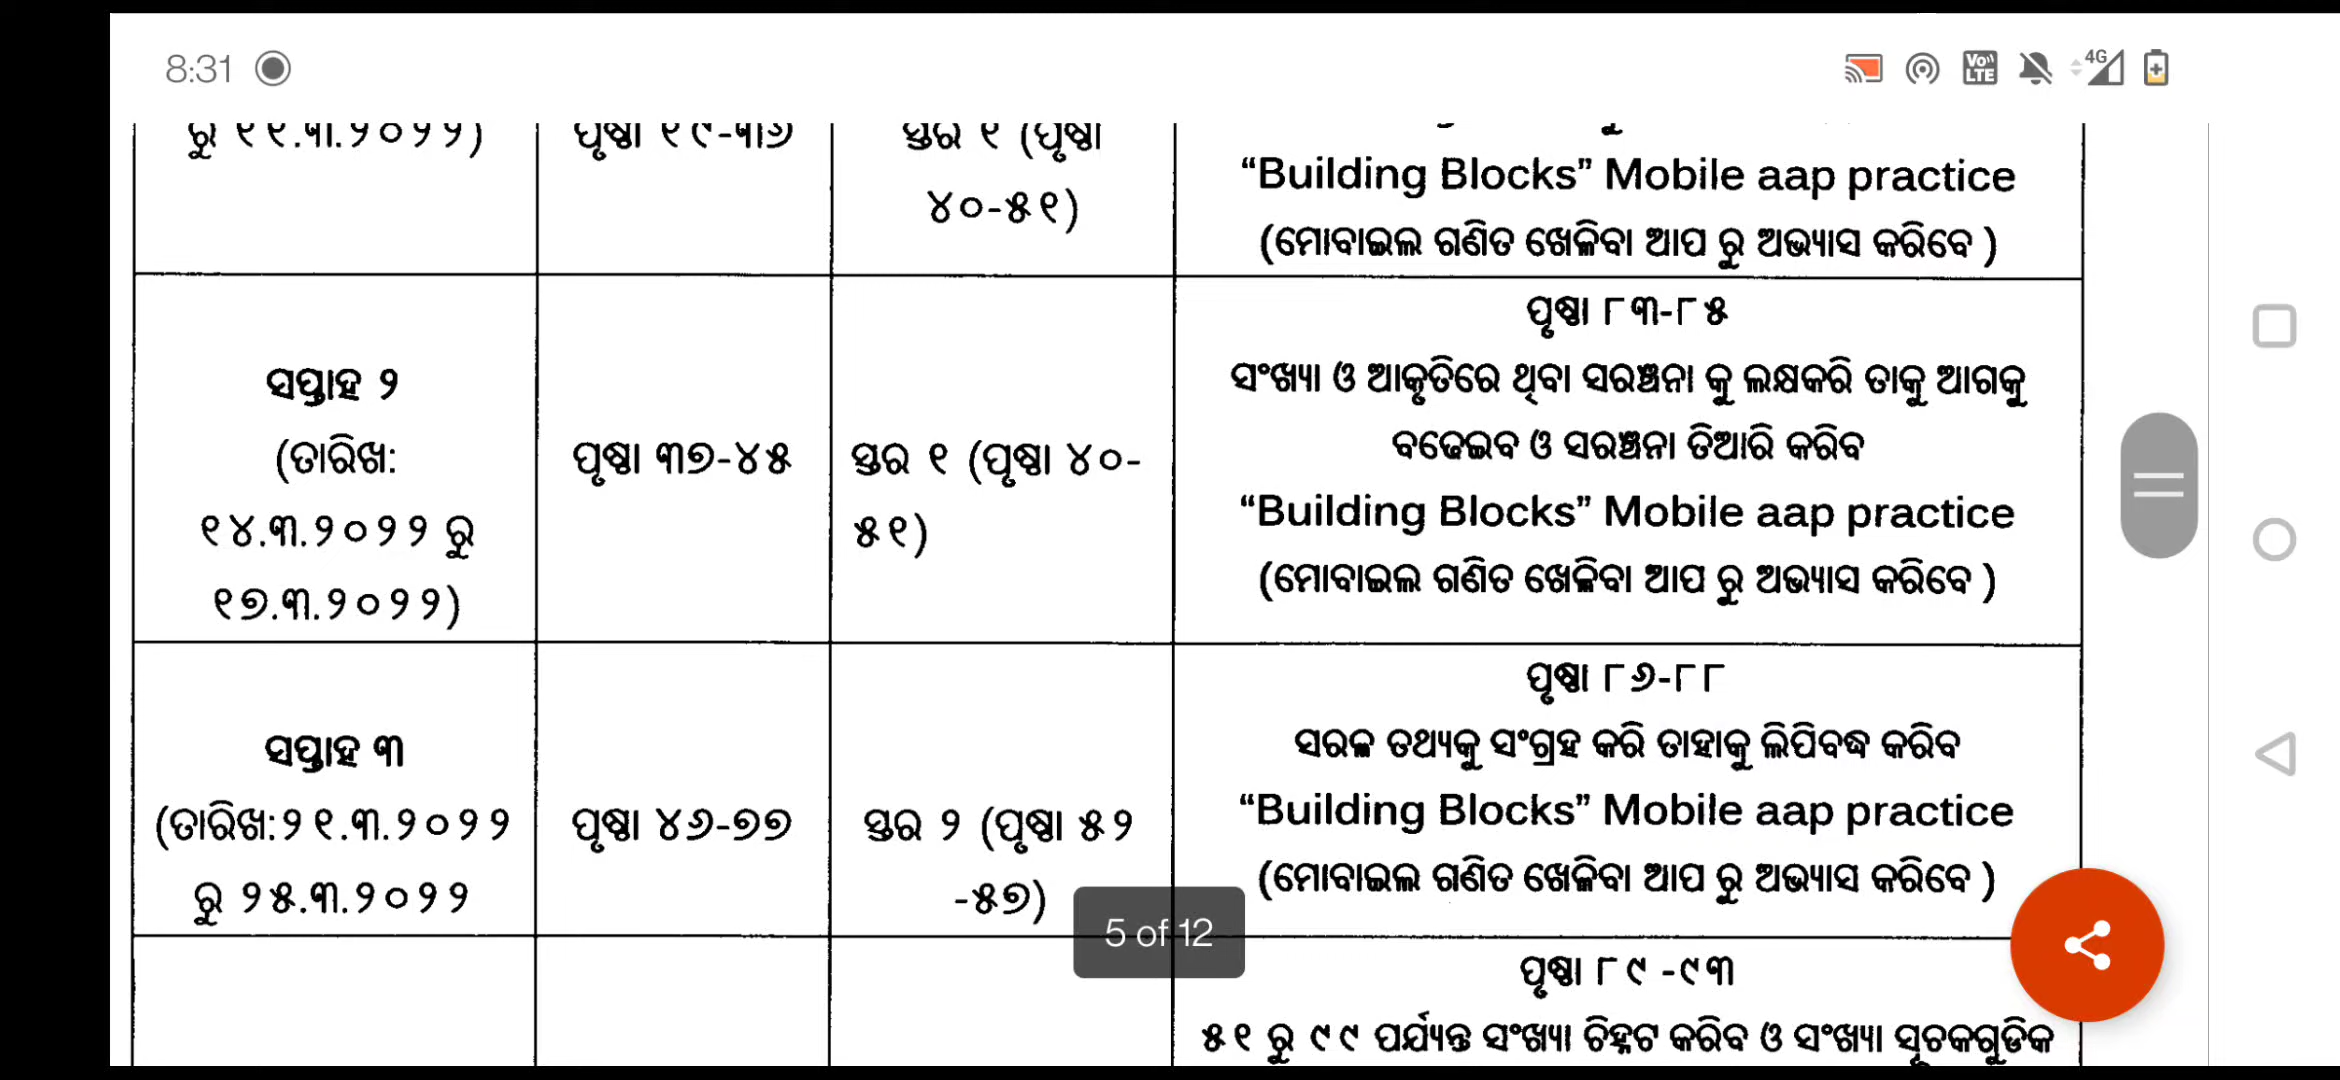 8:31
VoLTE 4G
ରୁ ୧୧.୩.୨୦୨୨)
ପୃଷ୍ଠା ୧୯-୩୬
ସ୍ତର ୧ (ପୃଷ୍ଠା
୪୦-୫୧)
“Building Blocks” Mobile aap practice
(ମୋବାଇଲ ଗଣିତ ଖେଳିବା ଆପ ରୁ ଅଭ୍ୟାସ କରିବେ )
ସପ୍ତାହ ୨
(ତାରିଖ:
୧୪.୩.୨୦୨୨ ରୁ
୧୭.୩.୨୦୨୨)
ପୃଷ୍ଠା ୩୭-୪୫
ସ୍ତର ୧ (ପୃଷ୍ଠା ୪୦-
୫୧)
ପୃଷ୍ଠା ୮୩-୮୫
ସଂଖ୍ୟା ଓ ଆକୃତିରେ ଥିବା ସରଞ୍ଚନା କୁ ଲକ୍ଷକରି ତାକୁ ଆଗକୁ
ବଢେଇବ ଓ ସରଞ୍ଚନା ତିଆରି କରିବ
“Building Blocks” Mobile aap practice
(ମୋବାଇଲ ଗଣିତ ଖେଳିବା ଆପ ରୁ ଅଭ୍ୟାସ କରିବେ )
ସପ୍ତାହ ୩
(ତାରିଖ:୨୧.୩.୨୦୨୨
ରୁ ୨୫.୩.୨୦୨୨
ପୃଷ୍ଠା ୪୬-୭୭
ସ୍ତର ୨ (ପୃଷ୍ଠା ୫୨
-୫୭)
ପୃଷ୍ଠା ୮୬-୮୮
ସରଳ ତଥ୍ୟକୁ ସଂଗ୍ରହ କରି ତାହାକୁ ଲିପିବଦ୍ଧ କରିବ
“Building Blocks” Mobile aap practice
(ମୋବାଇଲ ଗଣିତ ଖେଳିବା ଆପ ରୁ ଅଭ୍ୟାସ କରିବେ )
5 of 12
ପୃଷ୍ଠା ୮୯ -୯୩
୫୧ ରୁ ୯୯ ପର୍ଯ୍ୟନ୍ତ ସଂଖ୍ୟା ଚିହ୍ନଟ କରିବ ଓ ସଂଖ୍ୟା ସୂଚକଗୁଡିକ